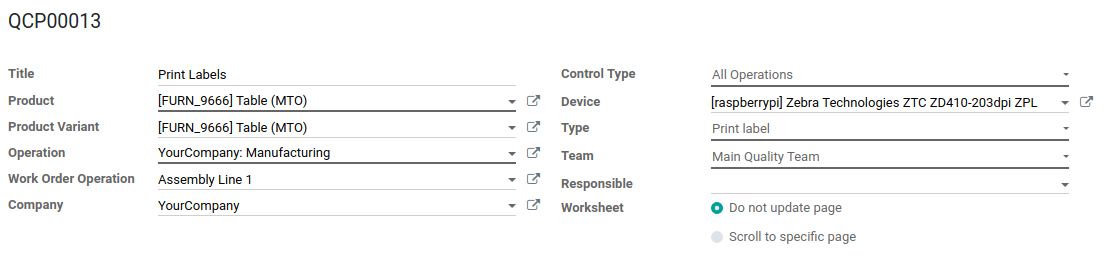 QCP00013
Title Print Labels
Product [FURN_9666] Table (MTO)
Product Variant [FURN_9666] Table (MTO)
Operation YourCompany: Manufacturing
Work Order Operation Assembly Line 1
Company YourCompany
Control Type All Operations
Device [raspberrypi] Zebra Technologies ZTC ZD410-203dpi ZPL
Type Print label
Team Main Quality Team
Responsible
Worksheet Do not update page
Scroll to specific page